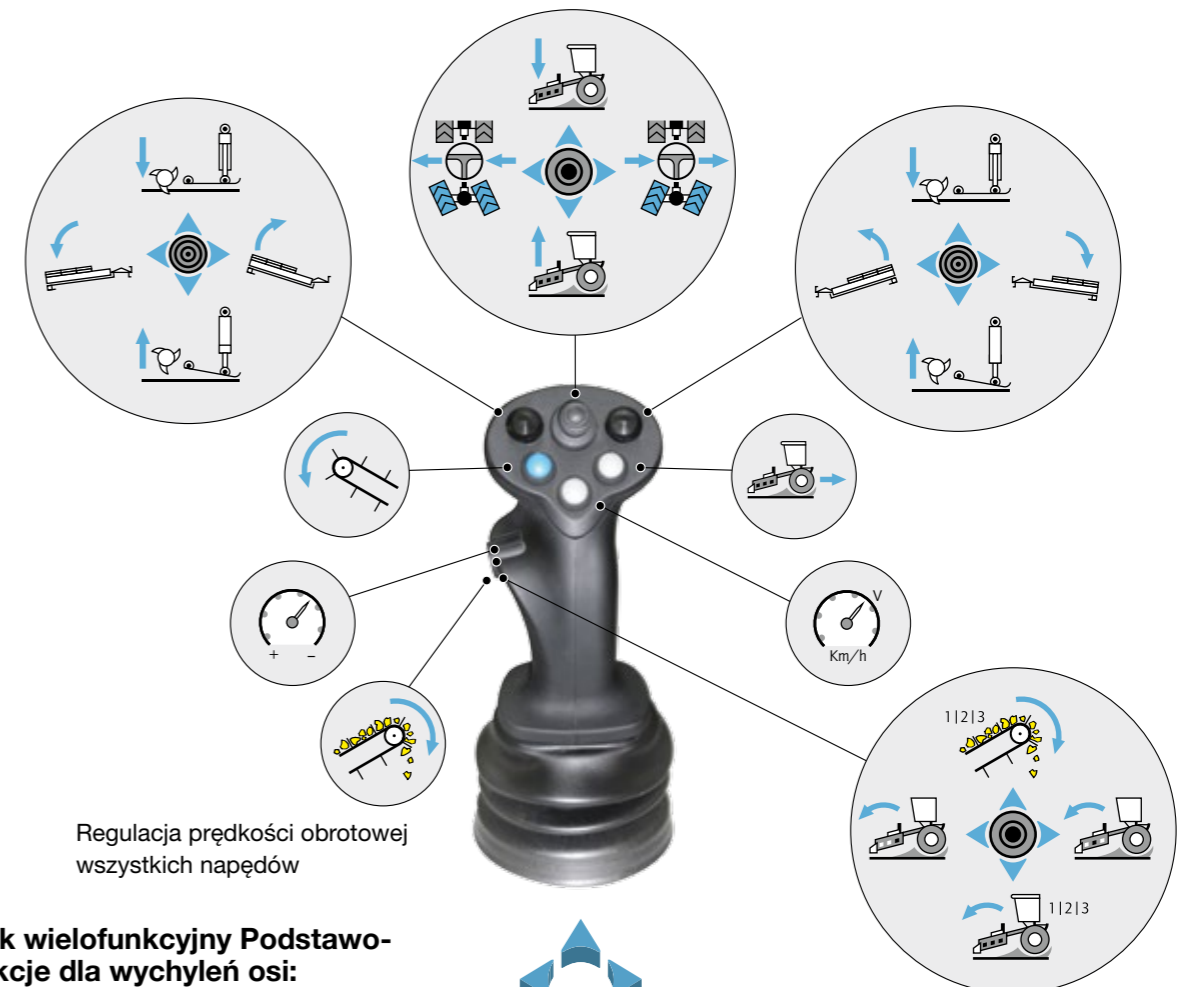 + –
V
Km/h
1|2|3
1|2|3
Regulacja prędkości obrotowej
wszystkich napędów
k wielofunkcyjny Podstawo-
kcje dla wychyleń osi: